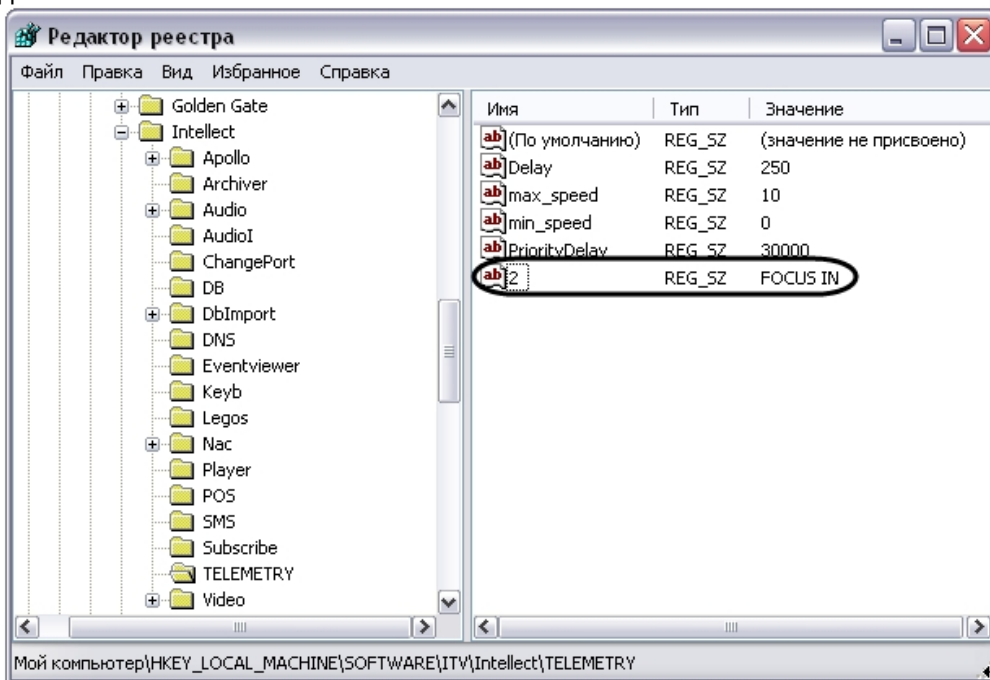 Редактор реестра
Файл Правка Вид Избранное Справка
Golden Gate
Intellect
Apollo
Archiver
Audio
AudioI
ChangePort
DB
DbImport
DNS
Eventviewer
Keyb
Legos
Nac
Player
POS
SMS
Subscribe
TELEMETRY
Video
Имя Тип Значение
(По умолчанию) REG_SZ (значение не присвоено)
Delay REG_SZ 250
max_speed REG_SZ 10
min_speed REG_SZ 0
PriorityDelay REG_SZ 30000
2 REG_SZ FOCUS IN
Мой компьютер\HKEY_LOCAL_MACHINE\SOFTWARE\ITV\Intellect\TELEMETRY